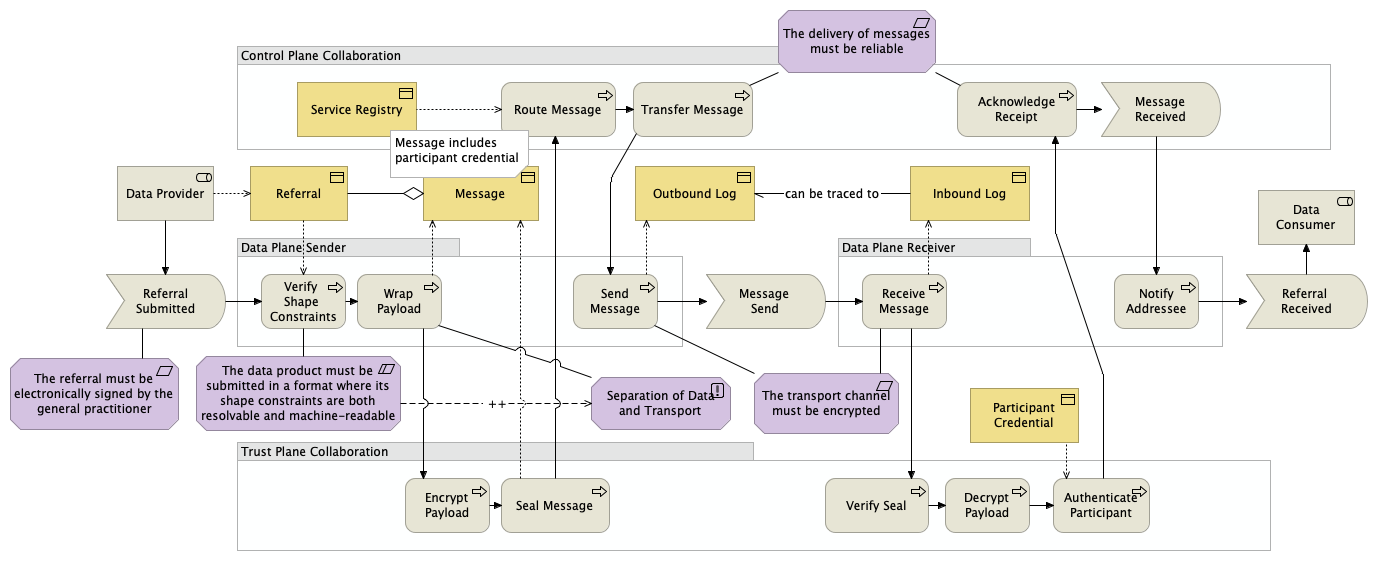 The delivery of messages
must be reliable
Control Plane Collaboration
Service Registry
Route Message
Transfer Message
Acknowledge
Receipt
Message
Received
Message includes
participant credential
Data Provider
Referral
Message
Outbound Log
can be traced to
Inbound Log
Data
Consumer
Data Plane Sender
Data Plane Receiver
Referral
Submitted
Verify
Shape
Constraints
Wrap
Payload
Send
Message
Message
Send
Receive
Message
Notify
Addressee
Referral
Received
The referral must be
electronically signed by the
general practitioner
The data product must be
submitted in a format where its
shape constraints are both
resolvable and machine-readable
++
Separation of Data
and Transport
The transport channel
must be encrypted
Participant
Credential
Trust Plane Collaboration
Encrypt
Payload
Seal Message
Verify Seal
Decrypt
Payload
Authenticate
Participant